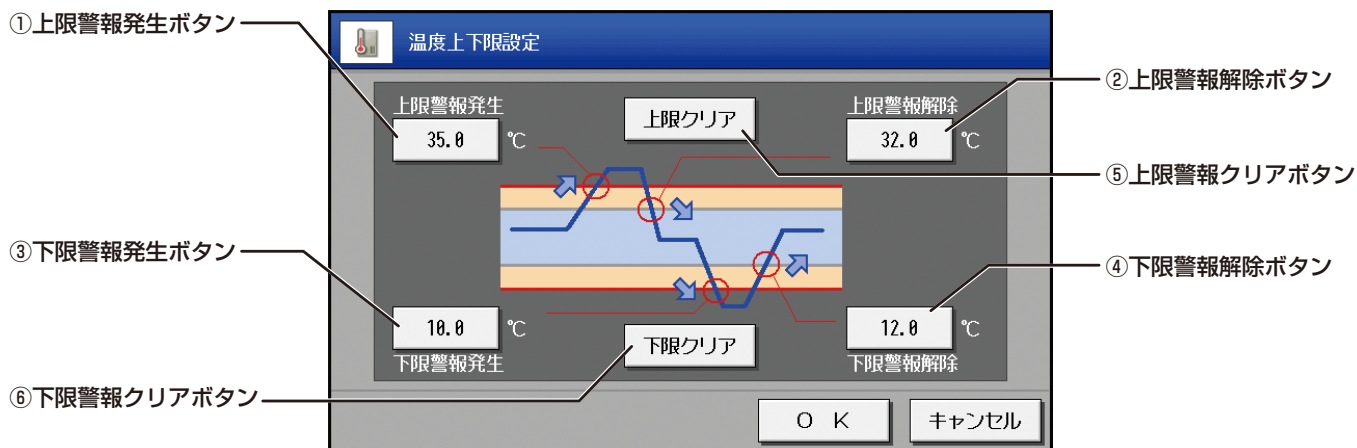 ①上限警報発生ボタン
温度上下限設定
②上限警報解除ボタン
上限警報発生
上限クリア
上限警報解除
35.0 ℃
32.0 ℃
⑤上限警報クリアボタン
③下限警報発生ボタン
④下限警報解除ボタン
10.0 ℃
下限クリア
12.0 ℃
下限警報発生
下限警報解除
⑥下限警報クリアボタン
O K
キャンセル